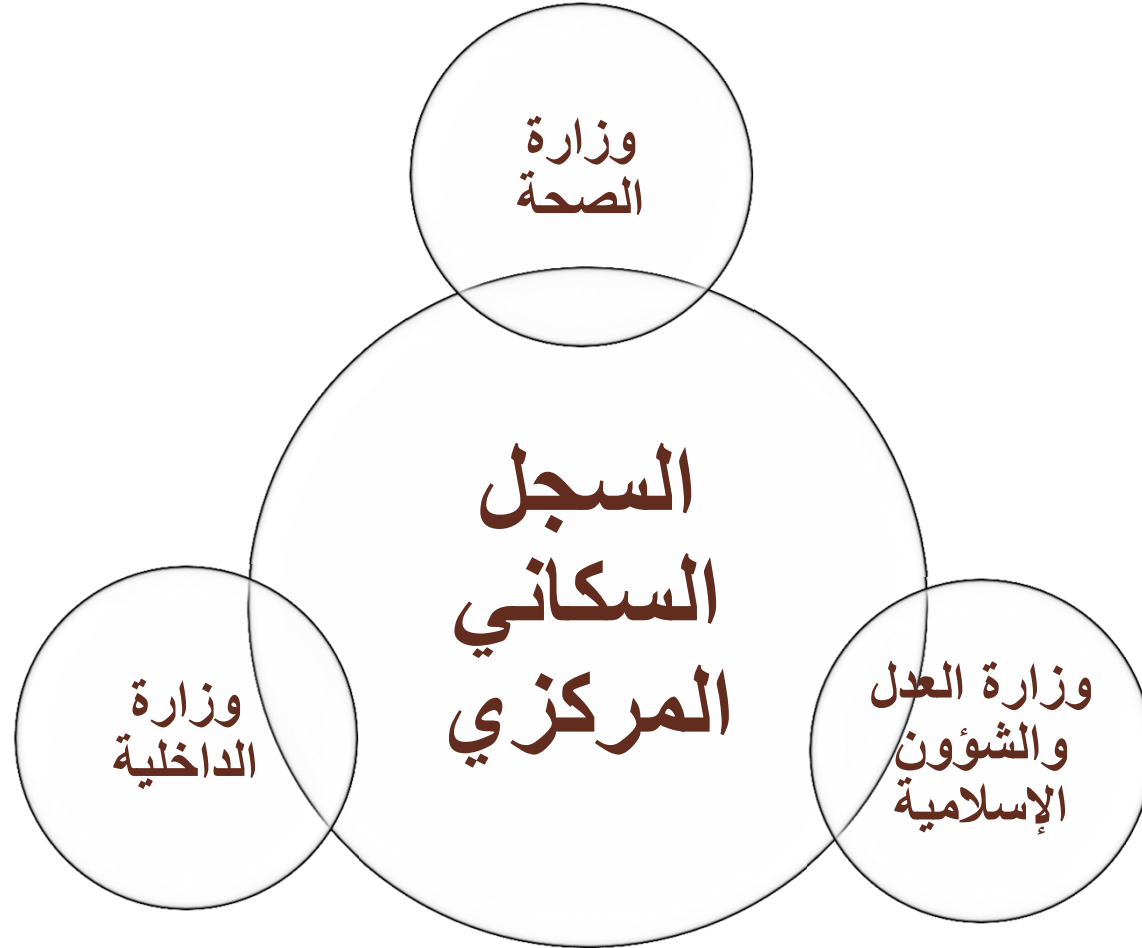 وزارة
الصحة
السجل
السكاني
المركزي
وزارة العدل
والشؤون
الإسلامية
وزارة
الداخلية